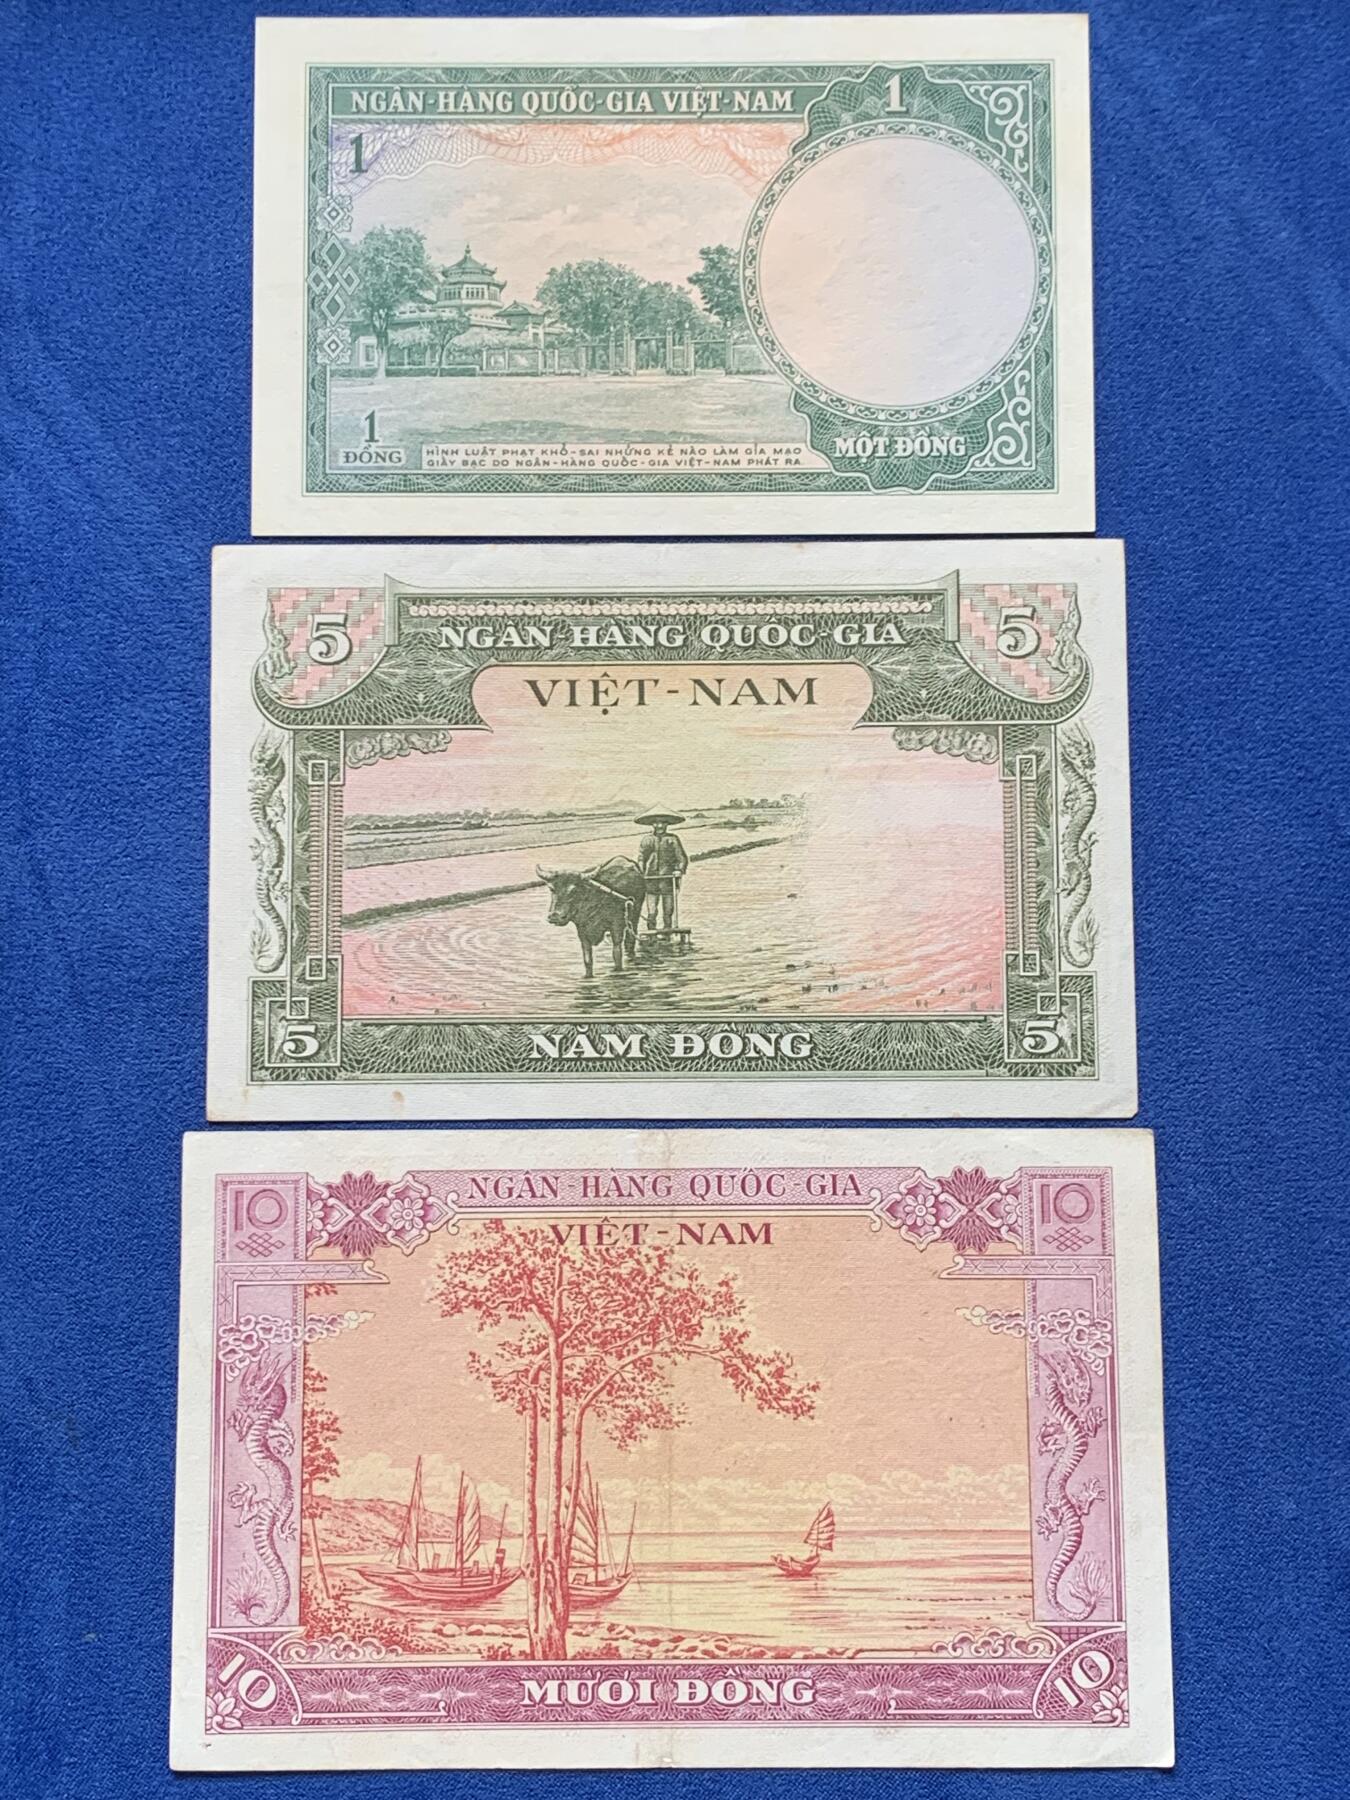 NGÂN-HÀNG QUỐC-GIA VIỆT-NAM
1
1
1
ĐỒNG
HÌNH LUẬT PHẠT KHỔ-SAI NHỮNG KẺ NÀO LÀM GIẢ MẠO
GIẤY BẠC DO NGÂN-HÀNG QUỐC-GIA VIỆT-NAM PHÁT RA.
MỘT ĐỒNG
5
5
NGÂN-HÀNG QUỐC-GIA
VIỆT-NAM
5
NĂM ĐỒNG
5
10
NGÂN-HÀNG QUỐC-GIA
10
VIỆT-NAM
10
MƯỜI ĐỒNG
10